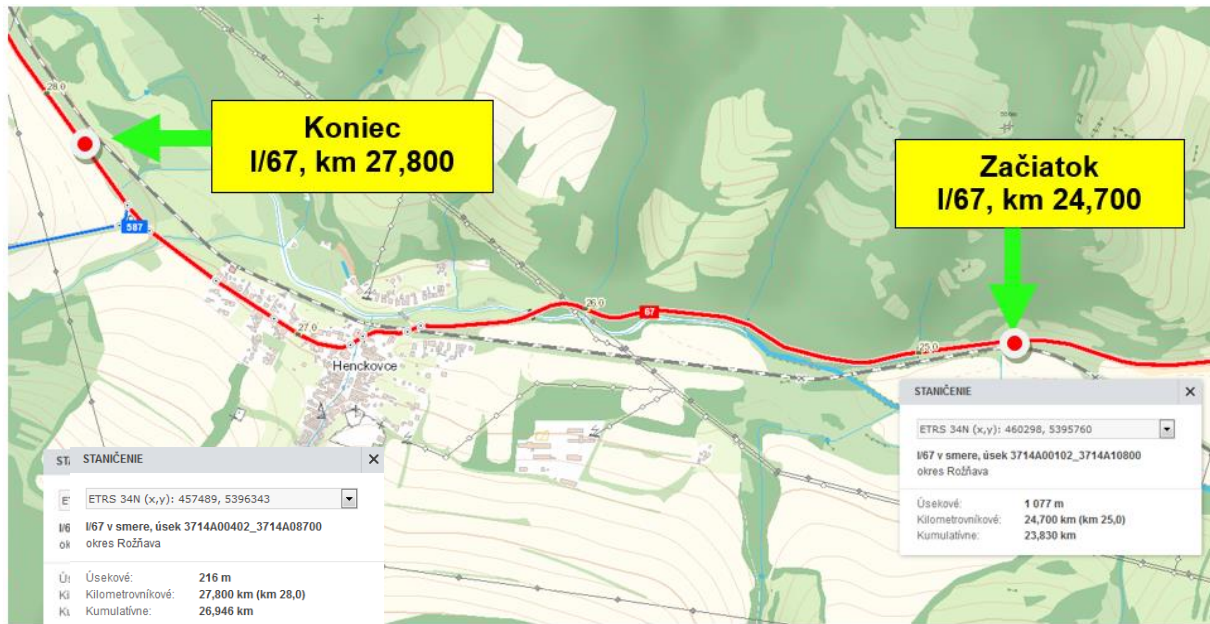 28.0
Koniec
I/67, km 27,800
Začiatok
I/67, km 24,700
587
26.0
67
27.0
25.0
Henckovce
STANIČENIE ×
ETRS 34N (x,y): 460298, 5395760
I/67 v smere, úsek 3714A00102_3714A10800
okres Rožňava
Úsekové: 1 077 m
Kilometrovníkové: 24,700 km (km 25,0)
Kumulatívne: 23,830 km
STANIČENIE ×
ETRS 34N (x,y): 457489, 5396343
I/67 v smere, úsek 3714A00402_3714A08700
okres Rožňava
Úsekové: 216 m
Kilometrovníkové: 27,800 km (km 28,0)
Kumulatívne: 26,946 km